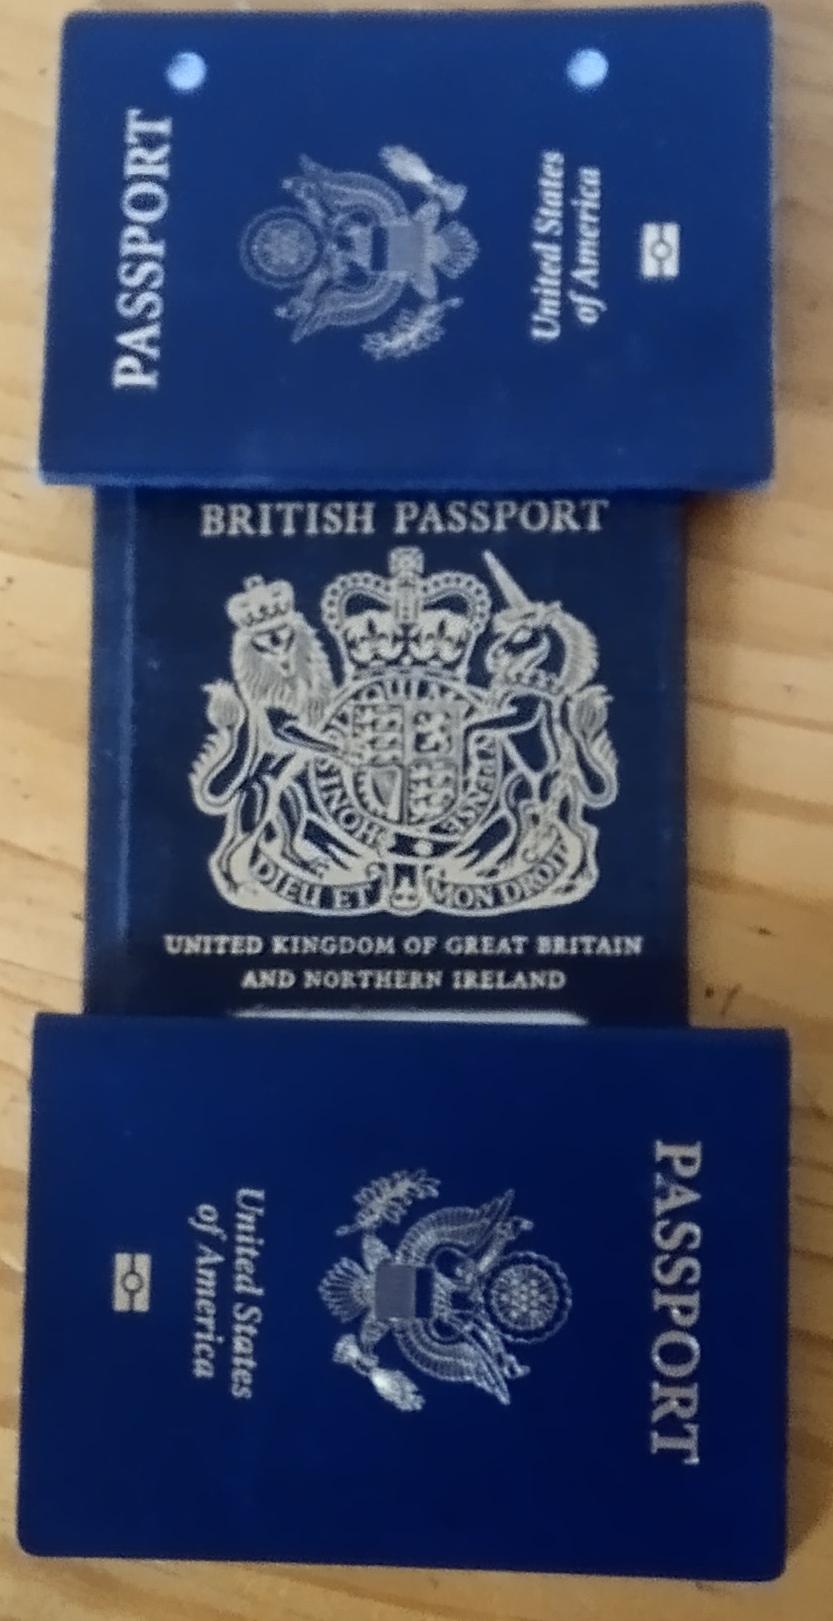 PASSPORT
United States
of America
BRITISH PASSPORT
HONI S
DIEU ET MON DROIT
UNITED KINGDOM OF GREAT BRITAIN
AND NORTHERN IRELAND
PASSPORT
United States
of America